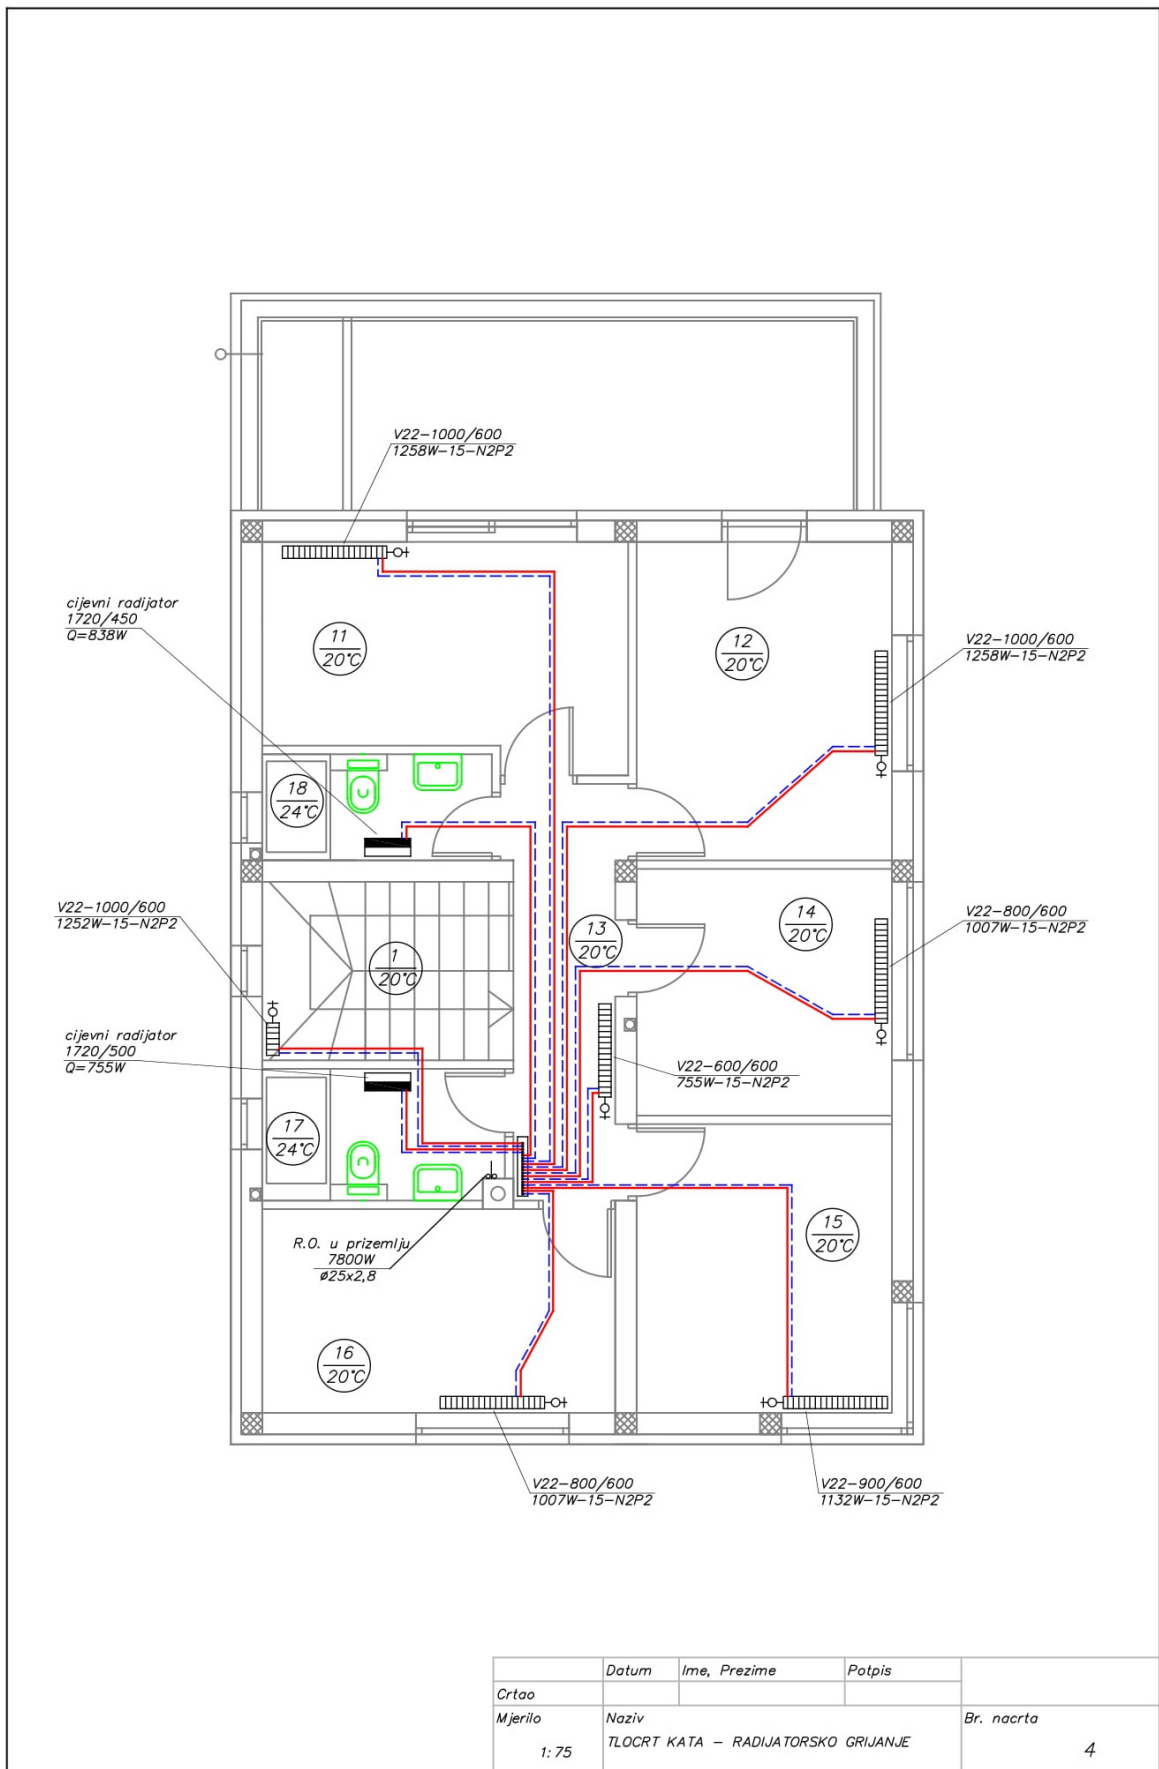 V22-1000/600
1258W-15-N2P2
cijevni radijator
1720/450
Q=838W
11
20°C
12
20°C
V22-1000/600
1258W-15-N2P2
18
24°C
V22-1000/600
1252W-15-N2P2
1
20°C
13
20°C
14
20°C
V22-800/600
1007W-15-N2P2
cijevni radijator
1720/500
Q=755W
V22-600/600
755W-15-N2P2
17
24°C
R.O. u prizemlju
7800W
ø25x2,8
15
20°C
16
20°C
V22-800/600
1007W-15-N2P2
V22-900/600
1132W-15-N2P2
Datum Ime, Prezime Potpis
Crtao
Mjerilo Naziv Br. nacrta
1:75 TLOCRT KATA - RADIJATORSKO GRIJANJE 4